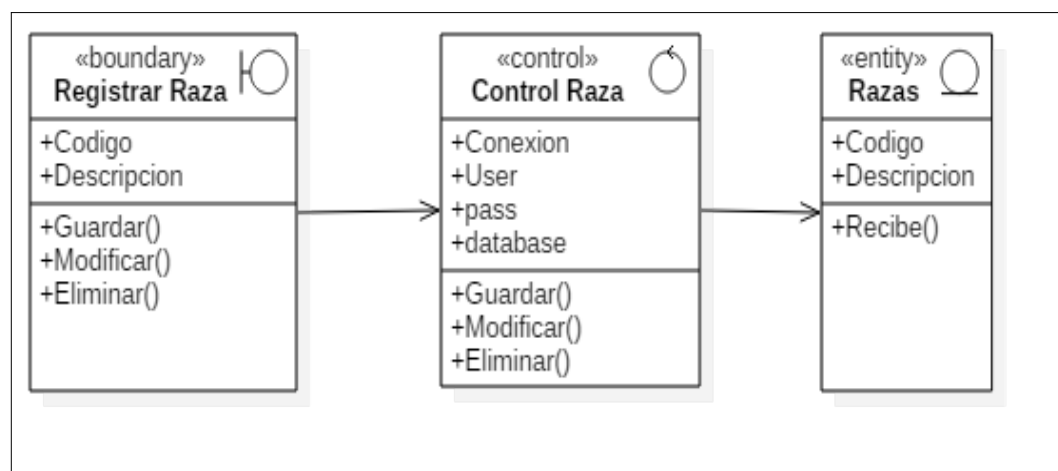 «boundary»
Registrar Raza
+Codigo
+Descripcion
+Guardar()
+Modificar()
+Eliminar()
«control»
Control Raza
+Conexion
+User
+pass
+database
+Guardar()
+Modificar()
+Eliminar()
«entity»
Razas
+Codigo
+Descripcion
+Recibe()